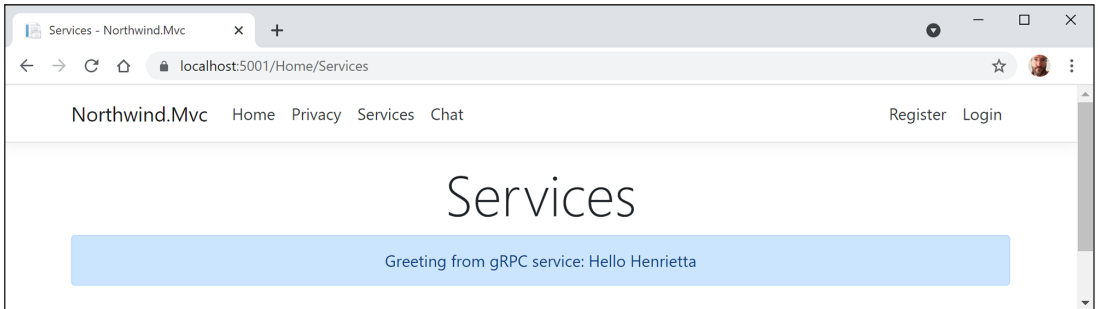 Services - Northwind.Mvc
localhost:5001/Home/Services
Northwind.Mvc Home Privacy Services Chat Register Login
Services
Greeting from gRPC service: Hello Henrietta